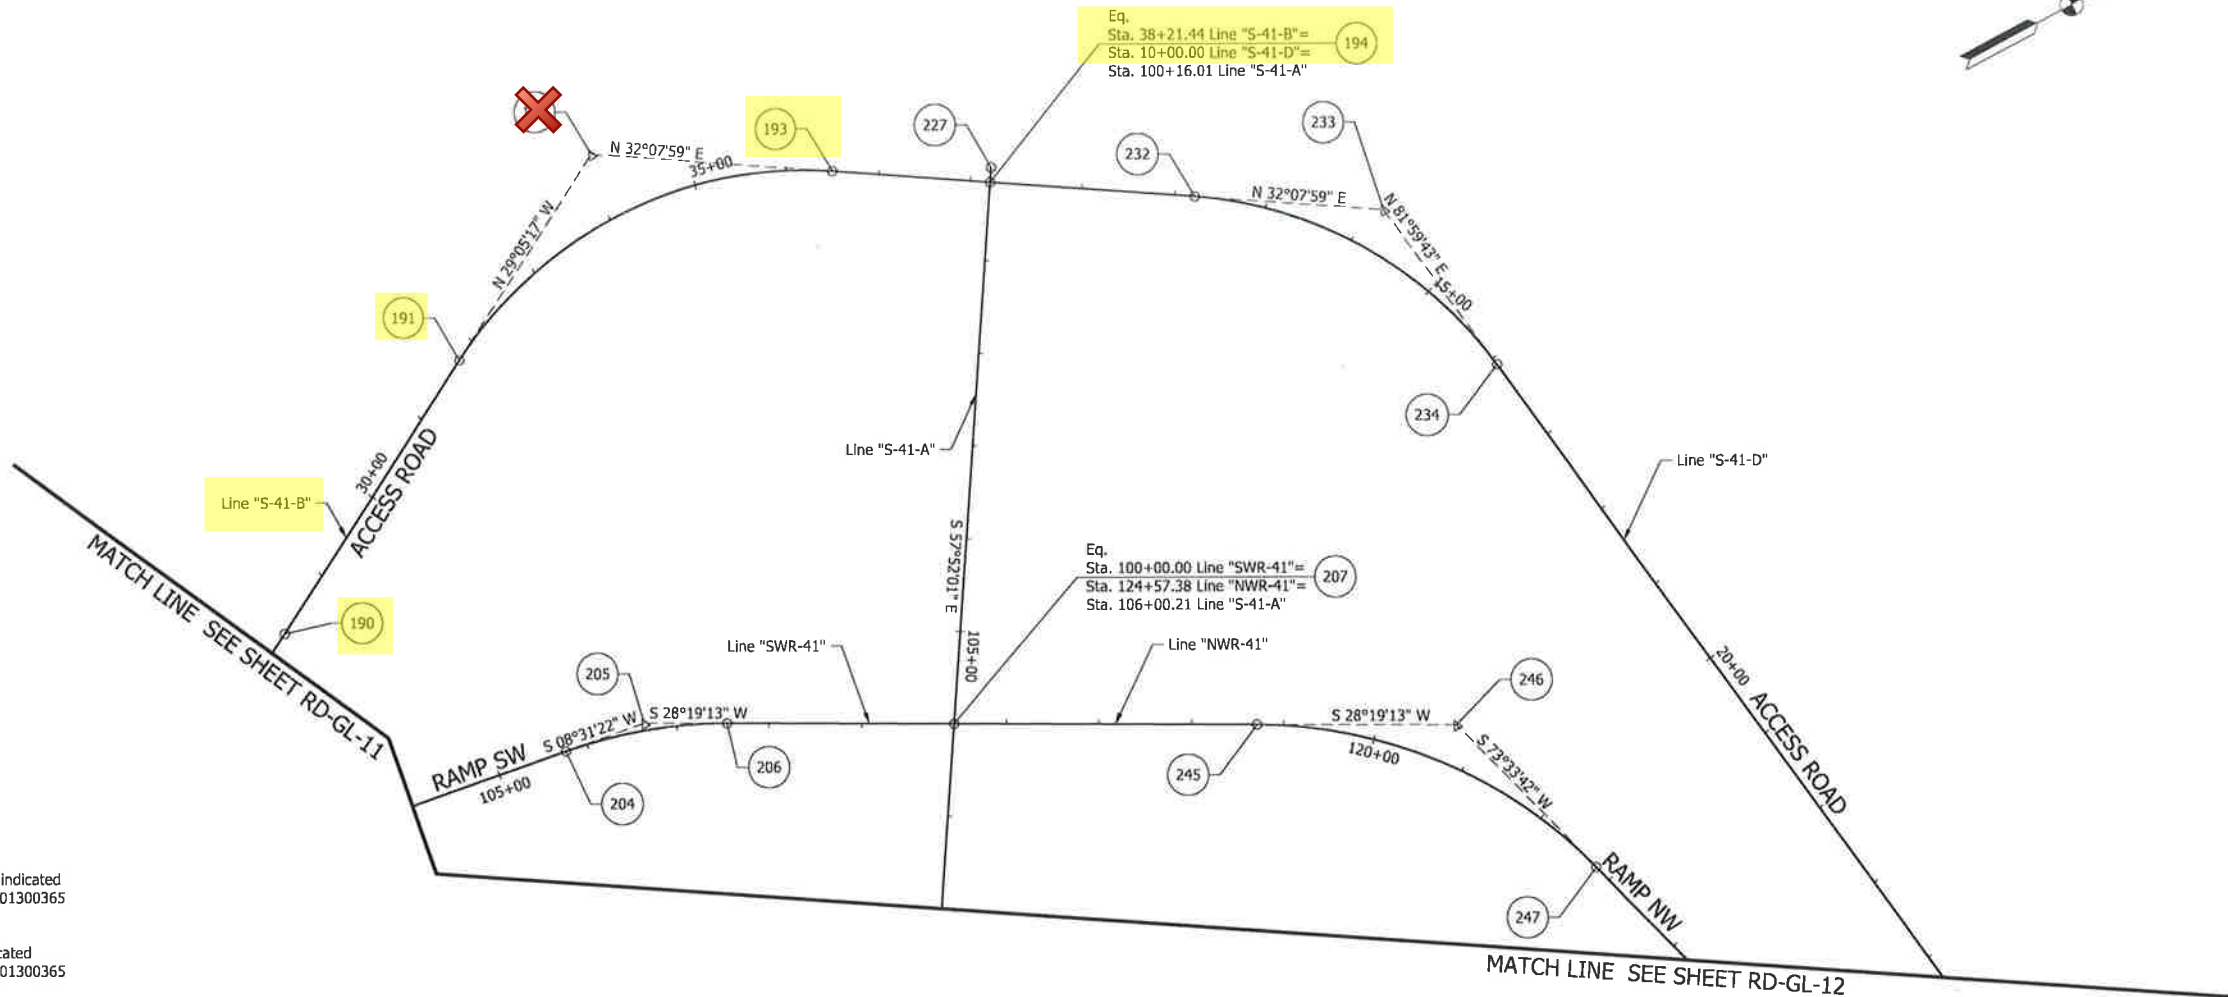 Eq.
Sta. 38+21.44 Line "S-41-B"=
Sta. 10+00.00 Line "S-41-D"=
Sta. 100+16.01 Line "S-41-A"
194
193
227
233
232
N 32°07'59" E
35+00
N 32°07'59" E
N 81°59'43" E
15+00
N 29°05'17" W
191
234
Line "S-41-A"
Line "S-41-D"
30+00
ACCESS ROAD
Line "S-41-B"
S 57°52'01" E
Eq.
Sta. 100+00.00 Line "SWR-41"=
Sta. 124+57.38 Line "NWR-41"=
Sta. 106+00.21 Line "S-41-A"
207
MATCH LINE SEE SHEET RD-GL-11
190
Line "SWR-41"
105+00
Line "NWR-41"
205
246
20+00
ACCESS ROAD
S 08°31'22" W
S 28°19'13" W
S 28°19'13" W
S 73°33'42" W
RAMP SW
105+00
206
204
245
120+00
RAMP NW
247
indicated
01300365
cated
01300365
MATCH LINE SEE SHEET RD-GL-12